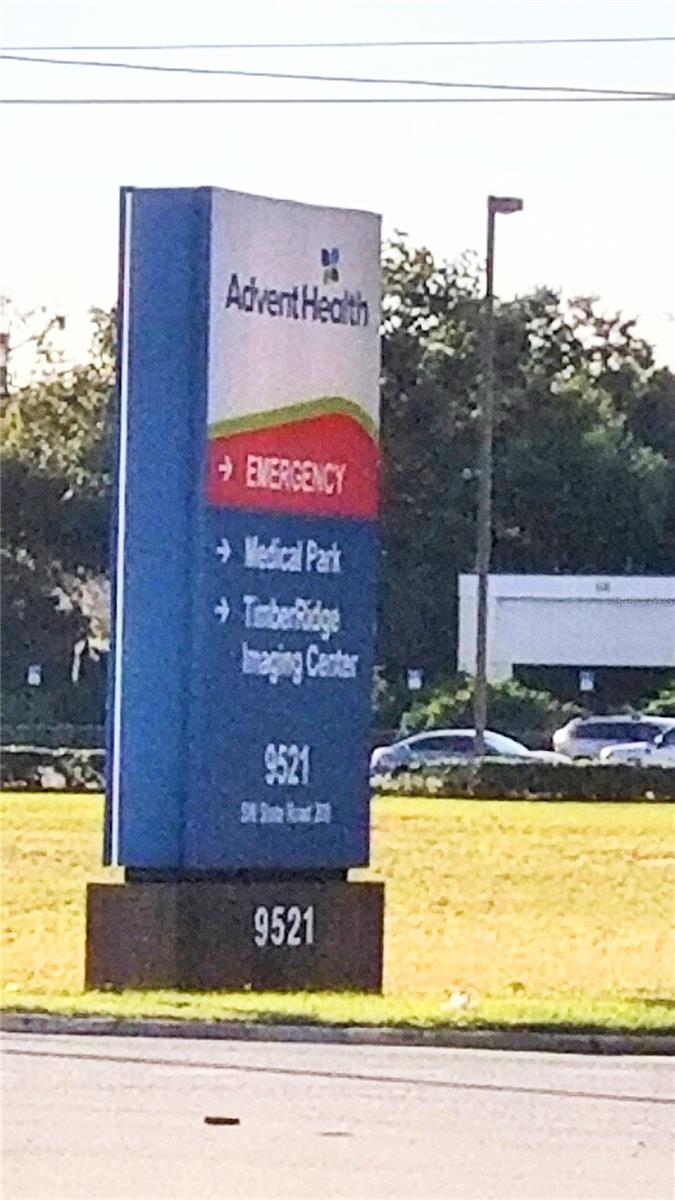 AdventHealth
→ EMERGENCY
→ Medical Park
→ TimberRidge
Imaging Center
9521
SW State Road 200
9521